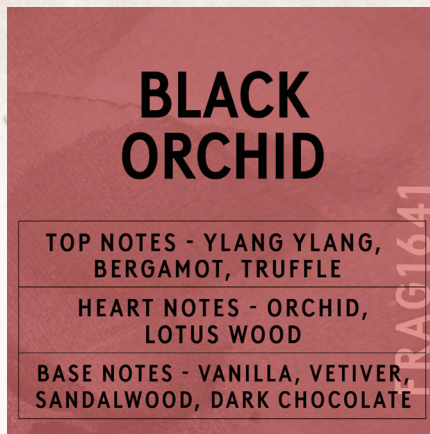 BLACK
ORCHID
TOP NOTES - YLANG YLANG,
BERGAMOT, TRUFFLE
HEART NOTES - ORCHID,
LOTUS WOOD
BASE NOTES - VANILLA, VETIVER,
SANDALWOOD, DARK CHOCOLATE
FRAG1641